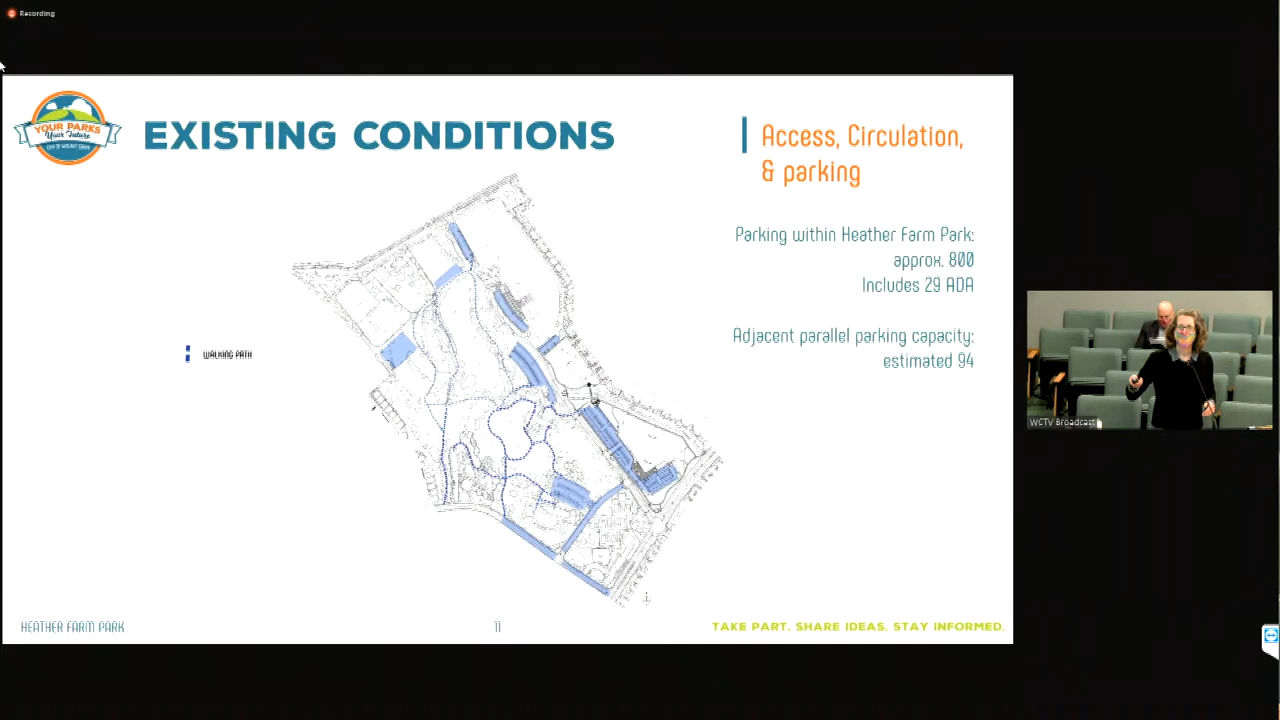 Recording
YOUR PARKS
Your Future
CITY OF WALNUT CREEK
EXISTING CONDITIONS
Access, Circulation,
& parking
Parking within Heather Farm Park:
approx. 800
Includes 29 ADA
Adjacent parallel parking capacity:
estimated 94
WALKING PATH
WCTV Broadcast
HEATHER FARM PARK
11
TAKE PART. SHARE IDEAS. STAY INFORMED.